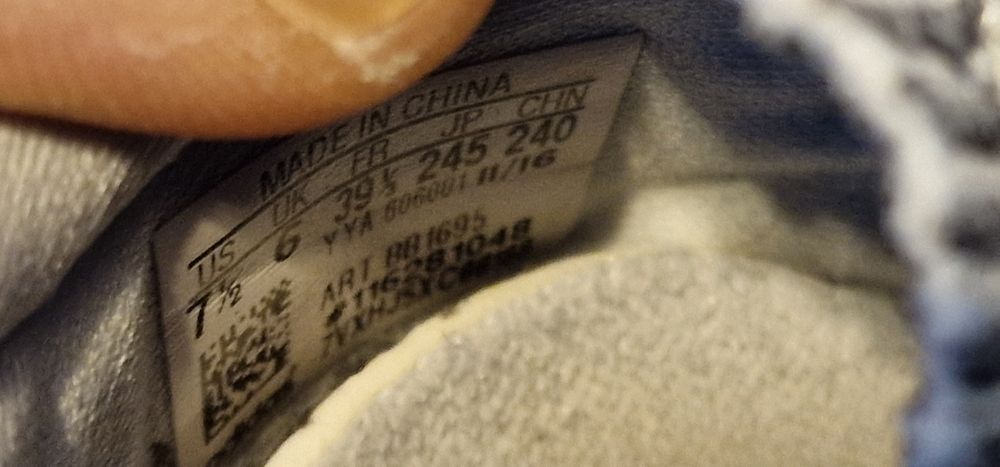 MADE IN CHINA
US UK FR JP CHN
7½ 6 39⅓ 245 240
YYA 606001 11/16
ART BB1695
#116281048